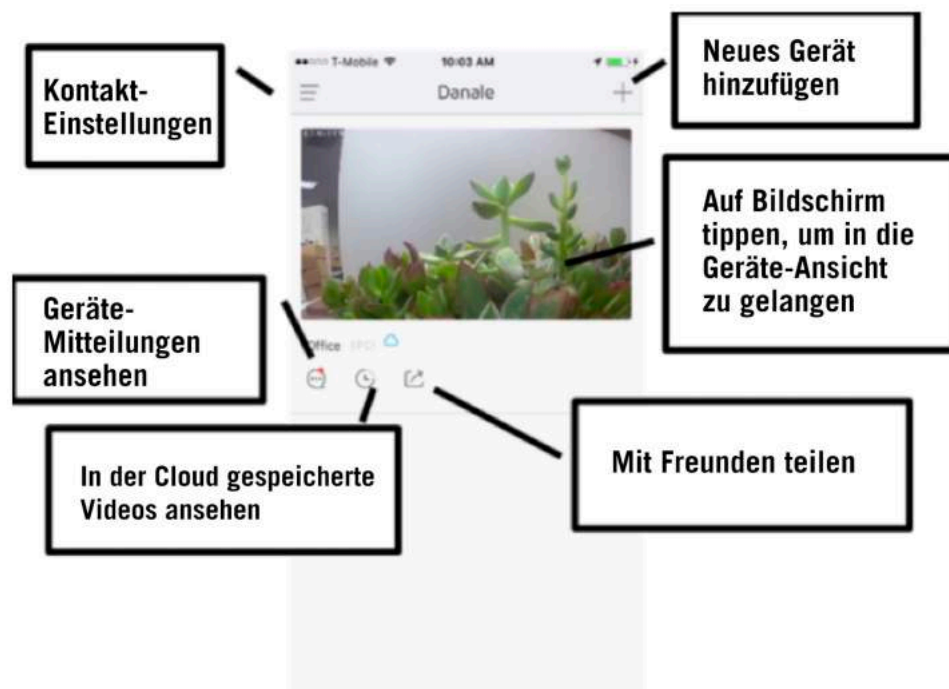 T-Mobile 10:03 AM
Danale
Kontakt-
Einstellungen
Neues Gerät
hinzufügen
Auf Bildschirm
tippen, um in die
Geräte-Ansicht
zu gelangen
Geräte-
Mitteilungen
ansehen
Office
In der Cloud gespeicherte
Videos ansehen
Mit Freunden teilen